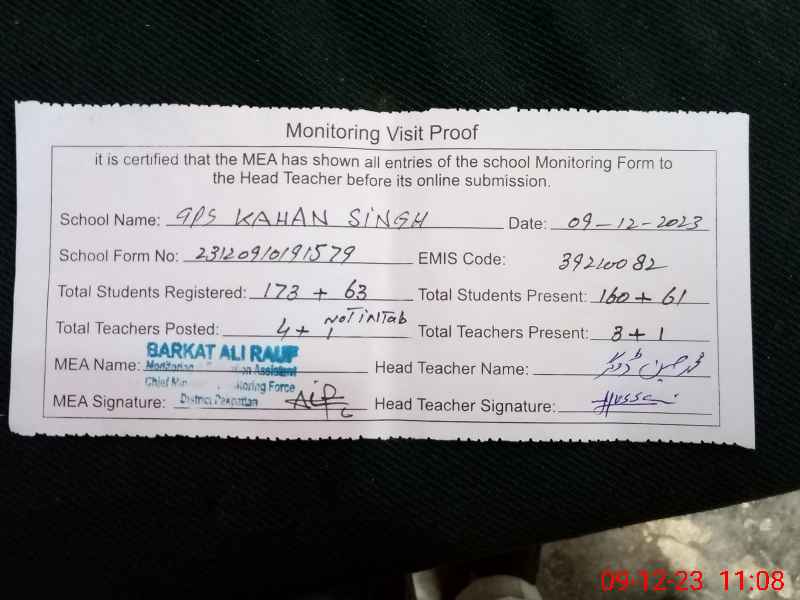 Monitoring Visit Proof
it is certified that the MEA has shown all entries of the school Monitoring Form to
the Head Teacher before its online submission.
School Name: GPS KAHAN SINGH Date: 09-12-2023
School Form No: 23120910191579 EMIS Code: 39210082
Total Students Registered: 173 + 63 Total Students Present: 160 + 61
Total Teachers Posted: 4 + 1 NOT IN Tab Total Teachers Present: 3 + 1
MEA Name: BARKAT ALI RAUF Head Teacher Name:
Monitoring Assistant
Chief Monitoring Force
MEA Signature: District Pakpattan Head Teacher Signature: Hussain
09-12-23 11:08